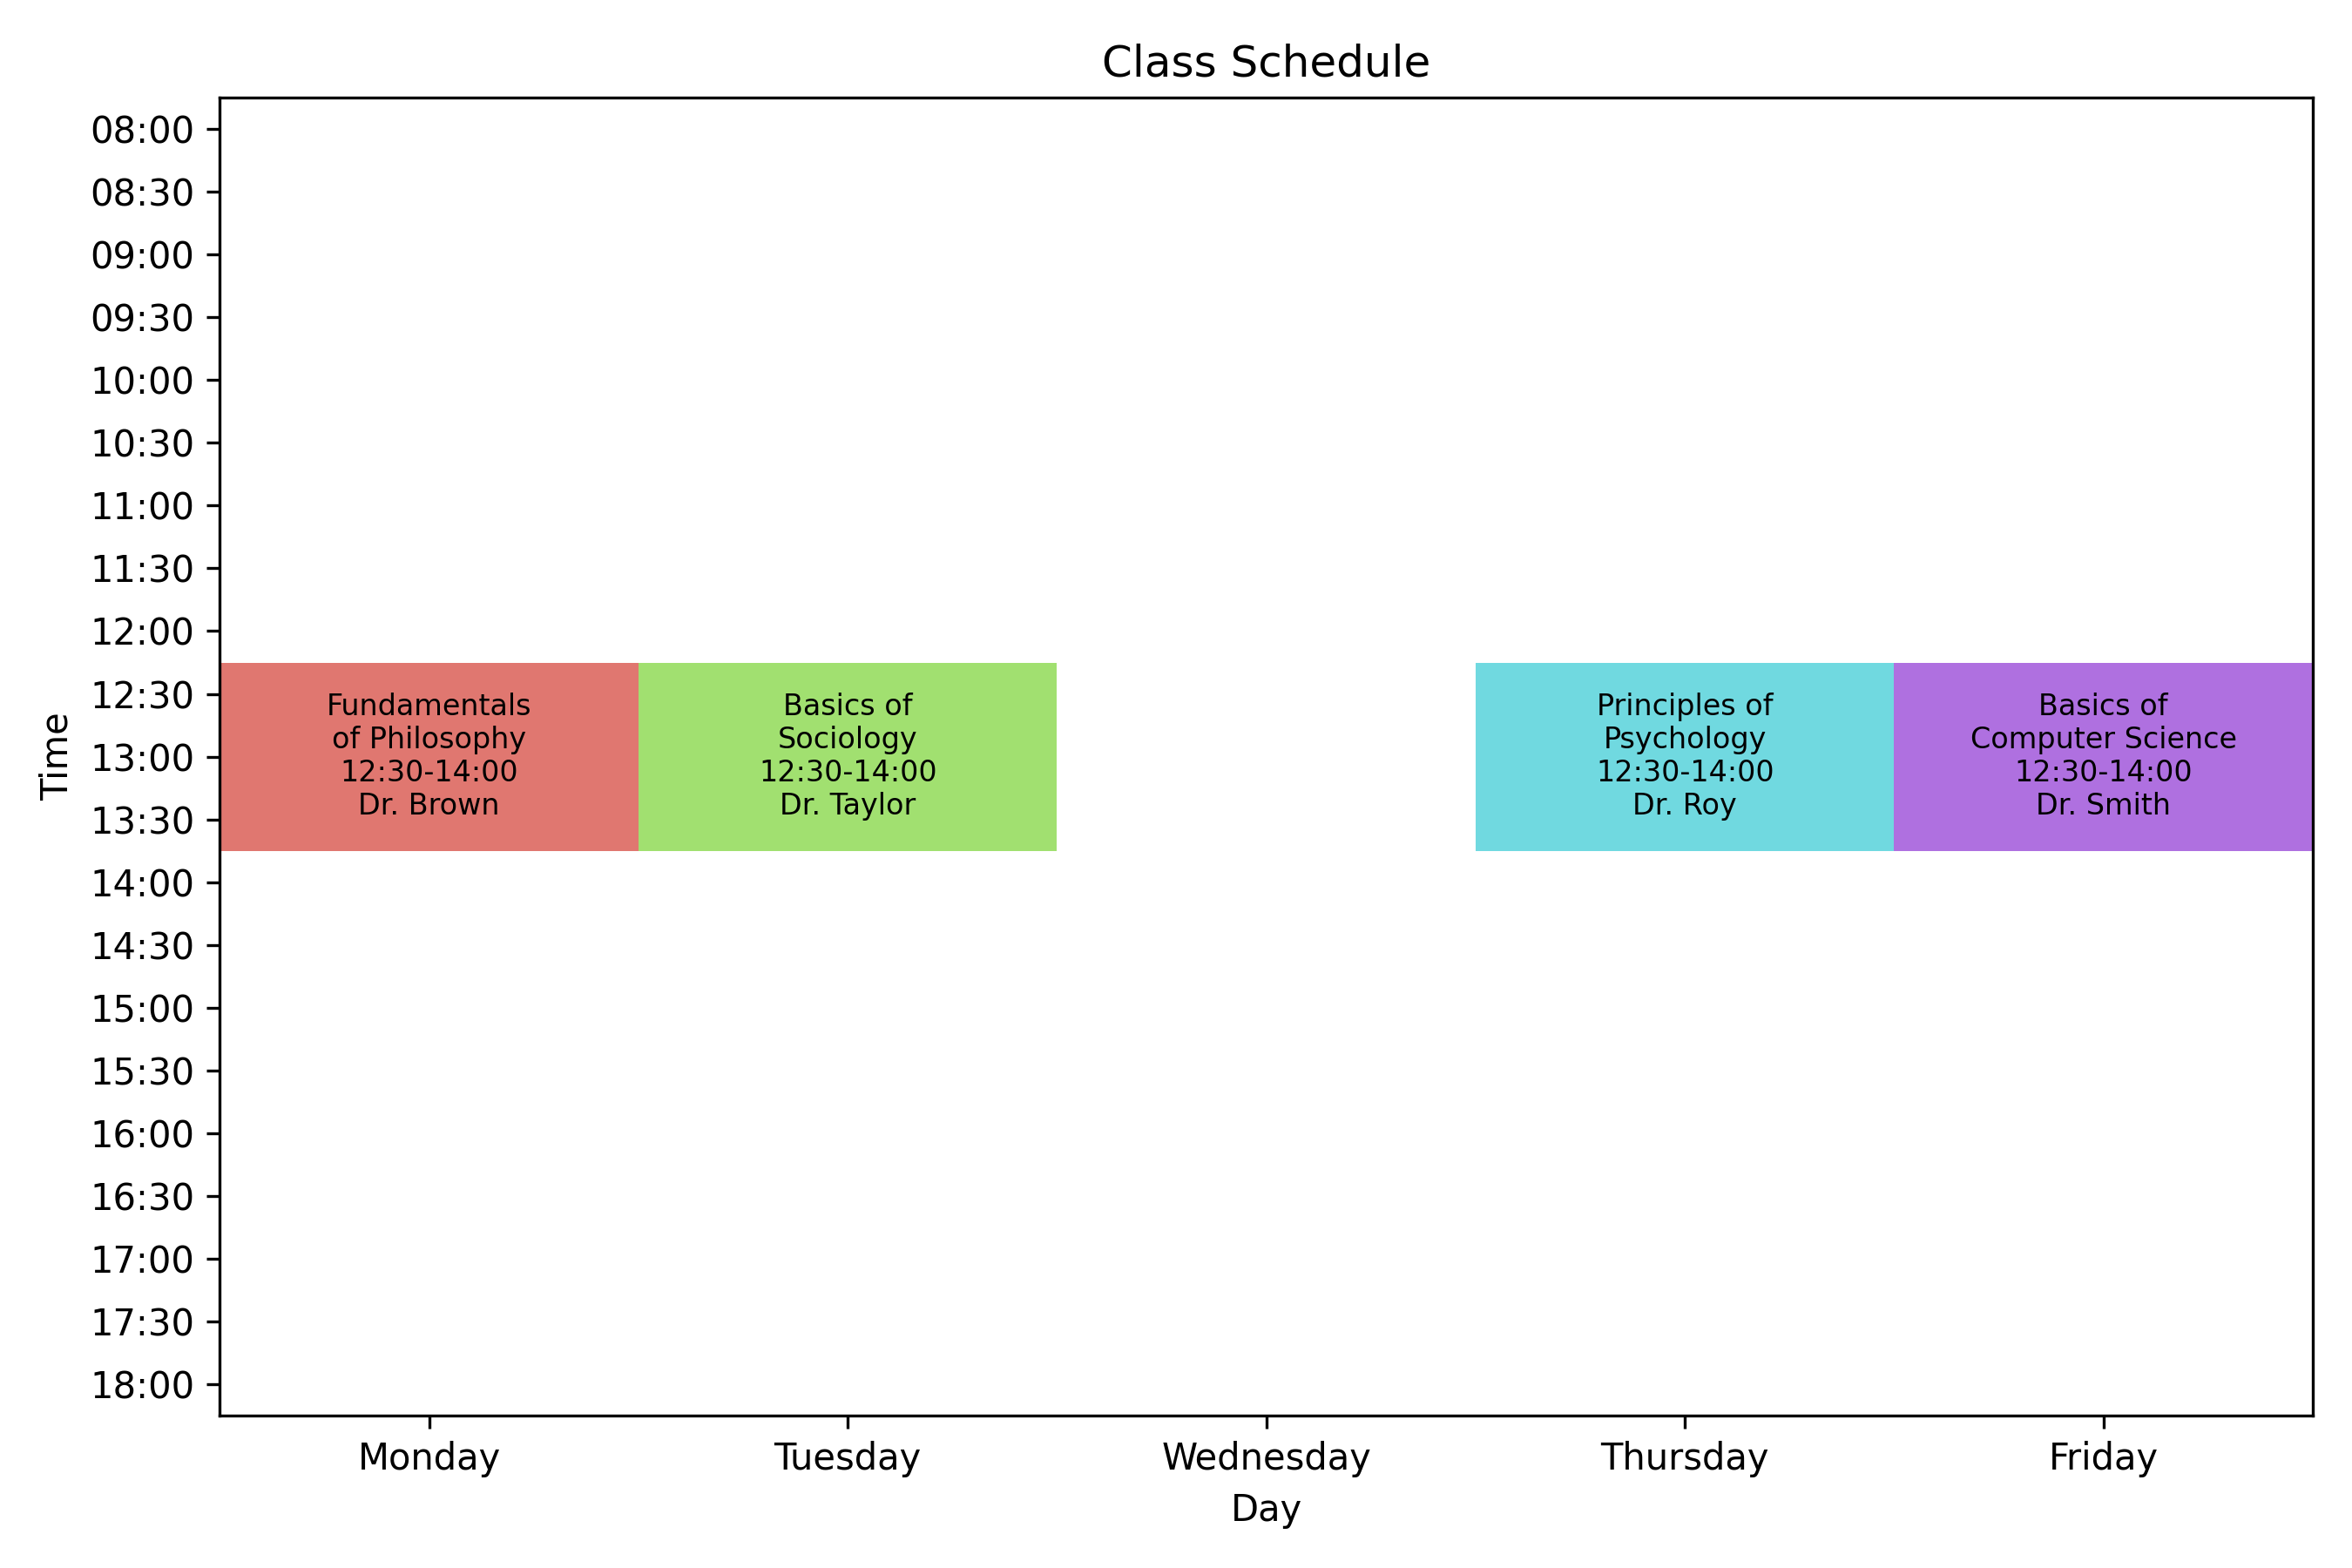 Class Schedule
Time
08:00
08:30
09:00
09:30
10:00
10:30
11:00
11:30
12:00
12:30
13:00
13:30
14:00
14:30
15:00
15:30
16:00
16:30
17:00
17:30
18:00
Fundamentals
of Philosophy
12:30-14:00
Dr. Brown
Basics of
Sociology
12:30-14:00
Dr. Taylor
Principles of
Psychology
12:30-14:00
Dr. Roy
Basics of
Computer Science
12:30-14:00
Dr. Smith
Monday
Tuesday
Wednesday
Thursday
Friday
Day